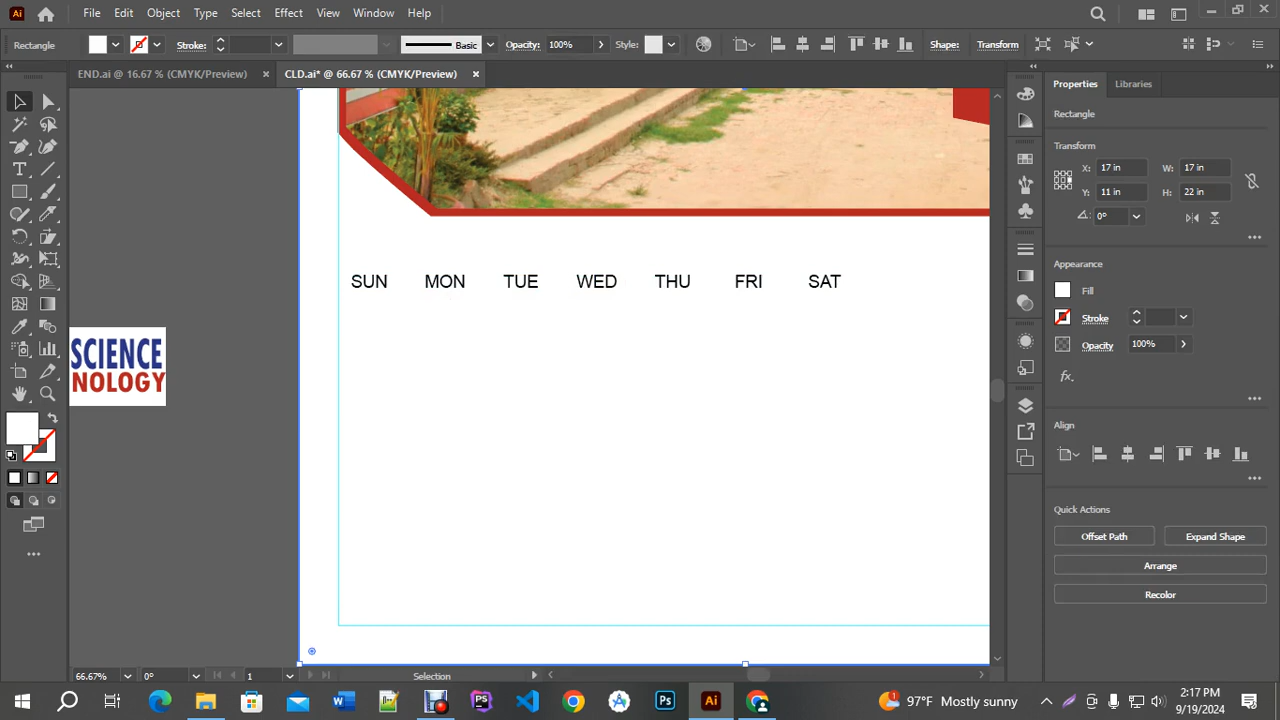 Ai File Edit Object Type Select Effect View Window Help
Rectangle Stroke: Basic Opacity: 100% Style: Shape: Transform
END.ai @ 16.67 % (CMYK/Preview) × CLD.ai* @ 66.67 % (CMYK/Preview) ×
Properties Libraries
Rectangle
Transform
X: 17 in W: 17 in
Y: 11 in H: 22 in
0°
Appearance
Fill
Stroke
Opacity 100%
fx.
Align
Quick Actions
Offset Path Expand Shape
Arrange
Recolor
SUN MON TUE WED THU FRI SAT
SCIENCE
NOLOGY
66.67% 0° 1 Selection
Ps Ai 1 97°F Mostly sunny 2:17 PM
9/19/2024